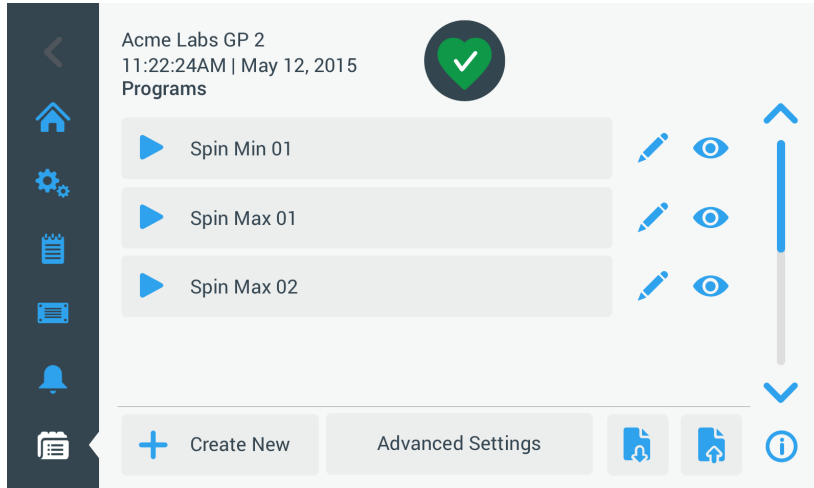 Acme Labs GP 2
11:22:24AM | May 12, 2015
Programs
Spin Min 01
Spin Max 01
Spin Max 02
Create New
Advanced Settings